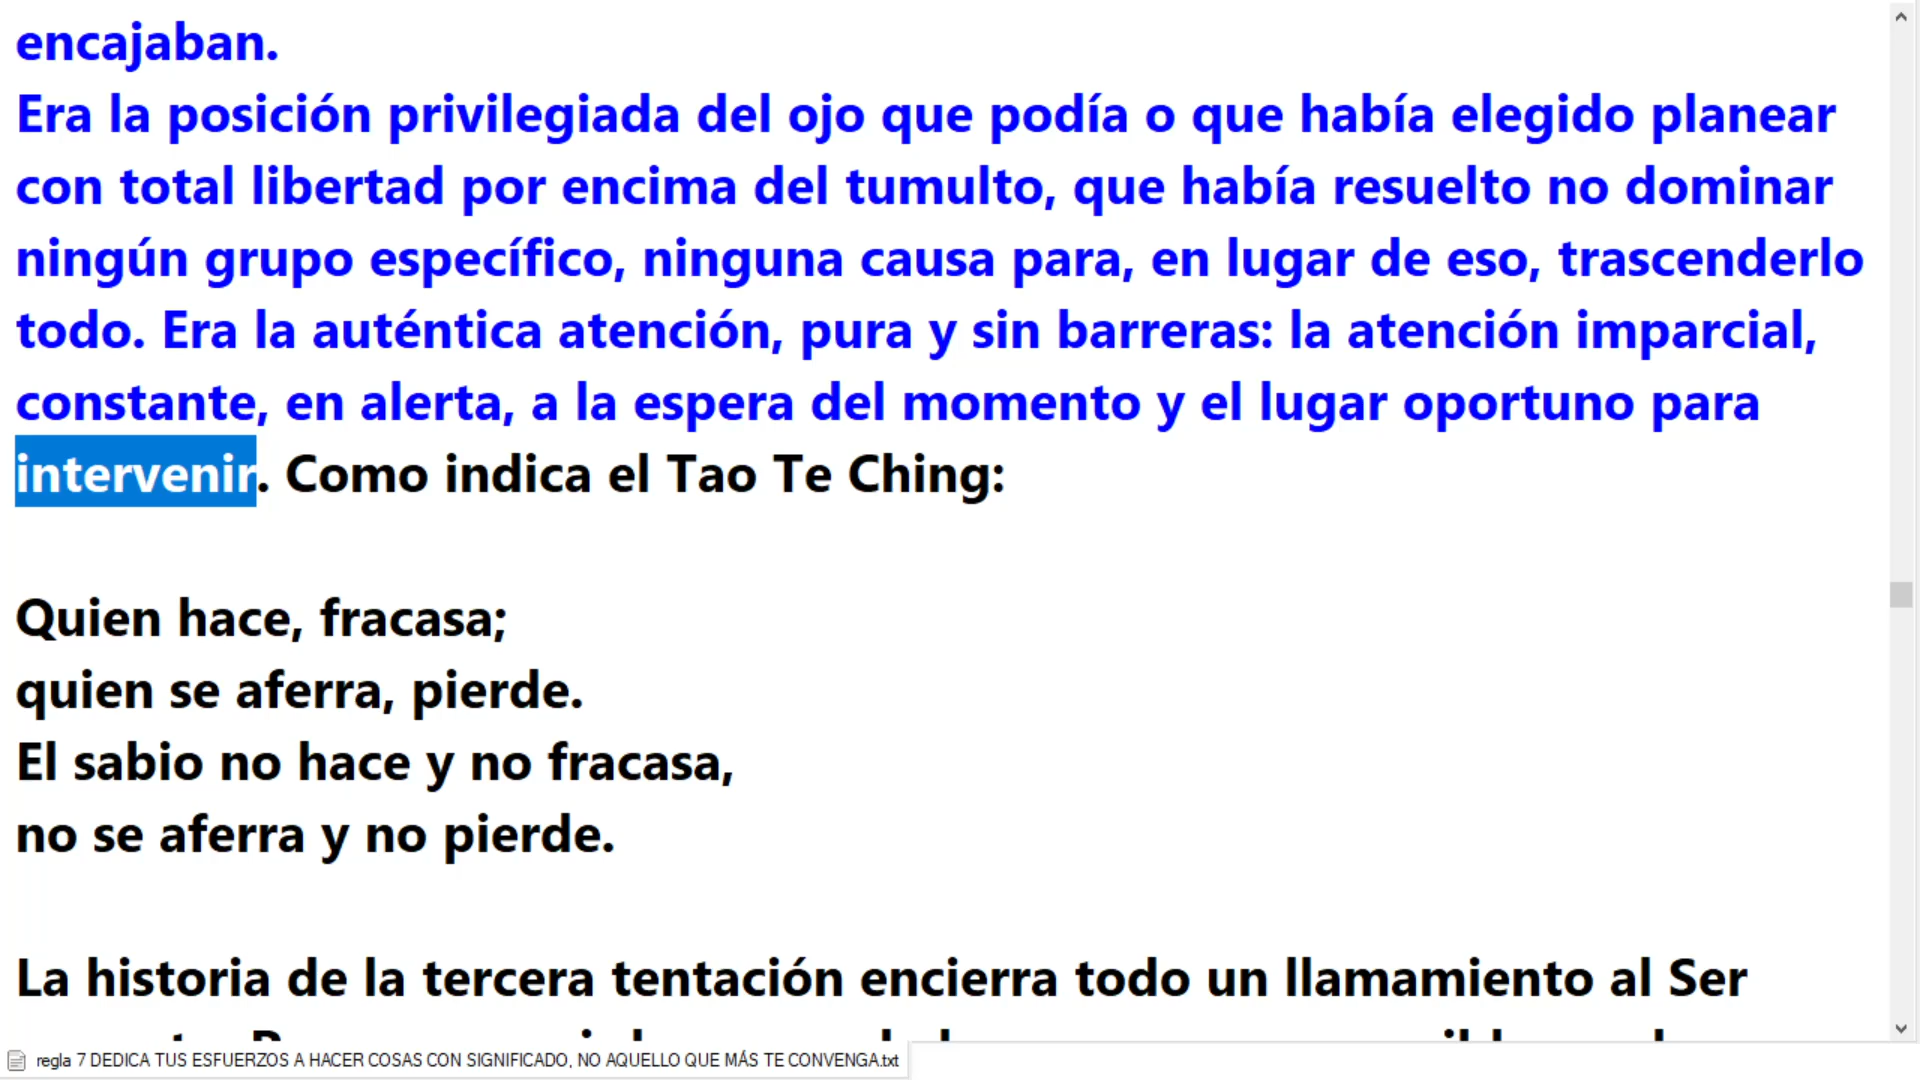 encajaban.
Era la posición privilegiada del ojo que podía o que había elegido planear
con total libertad por encima del tumulto, que había resuelto no dominar
ningún grupo específico, ninguna causa para, en lugar de eso, trascenderlo
todo. Era la auténtica atención, pura y sin barreras: la atención imparcial,
constante, en alerta, a la espera del momento y el lugar oportuno para
intervenir. Como indica el Tao Te Ching:
Quien hace, fracasa;
quien se aferra, pierde.
El sabio no hace y no fracasa,
no se aferra y no pierde.
La historia de la tercera tentación encierra todo un llamamiento al Ser
regla 7 DEDICA TUS ESFUERZOS A HACER COSAS CON SIGNIFICADO, NO AQUELLO QUE MÁS TE CONVENGA.txt